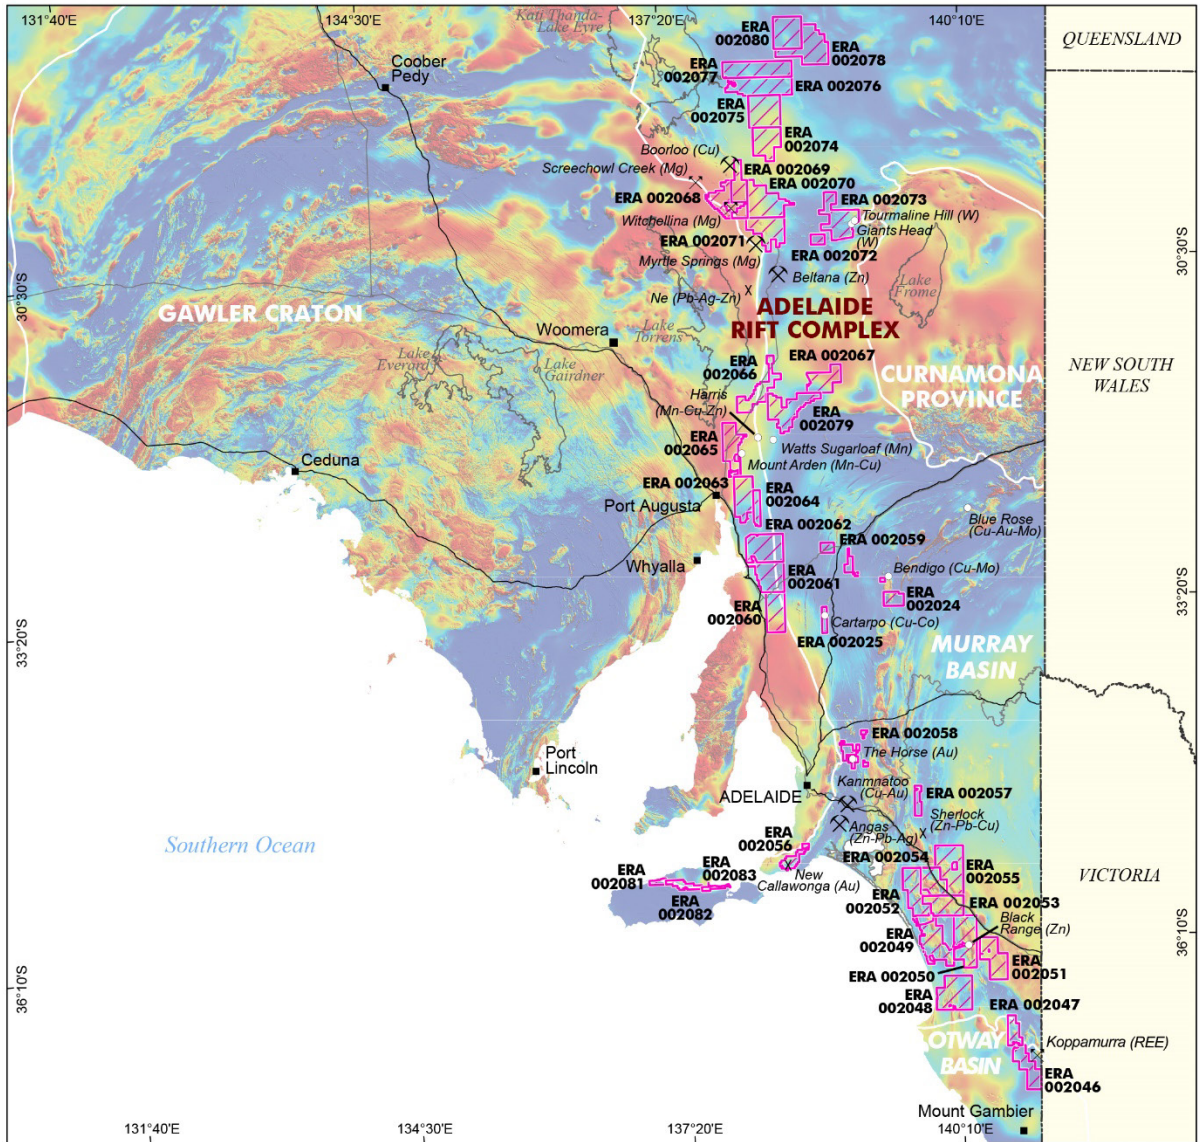 131°40'E
134°30'E
137°20'E
140°10'E
Kati Thanda-
Lake Eyre
ERA
002080
ERA
002078
QUEENSLAND
Coober
Pedy
ERA
002077
ERA 002076
ERA
002075
ERA
002074
Boorloo (Cu)
Screechowl Creek (Mg)
ERA 002069
ERA 002070
ERA 002068
ERA 002073
Witchellina (Mg)
Tourmaline Hill (W)
Giants Head
(W)
ERA 002071
ERA
002072
Myrtle Springs (Mg)
30°30'S
Beltana (Zn)
Ne (Pb-Ag-Zn)
Lake
Frome
30°30'S
GAWLER CRATON
ADELAIDE
RIFT COMPLEX
Woomera
Lake
Torrens
Lake
Everard
Lake
Gairdner
ERA
002066
ERA 002067
CURNAMONA
PROVINCE
NEW SOUTH
WALES
Harris
(Mn-Cu-Zn)
ERA
002079
ERA
002065
Watts Sugarloaf (Mn)
Mount Arden (Mn-Cu)
Ceduna
ERA 002063
ERA
002064
Port Augusta
Blue Rose
(Cu-Au-Mo)
ERA 002062
ERA
002059
Whyalla
Bendigo (Cu-Mo)
ERA
002061
ERA
002024
33°20'S
ERA
002060
Cartarpo (Cu-Co)
ERA
002025
33°20'S
MURRAY
BASIN
ERA 002058
The Horse (Au)
Port
Lincoln
Kanmnatoo
(Cu-Au)
ADELAIDE
ERA 002057
Sherlock
(Zn-Pb-Cu)
Angas
(Zn-Pb-Ag)
Southern Ocean
ERA
002056
ERA
002054
ERA
002055
ERA
002081
ERA
002083
New
Callawonga (Au)
VICTORIA
ERA
002082
ERA
002052
ERA 002053
Black
Range (Zn)
ERA
002049
36°10'S
ERA
002051
ERA 002050
36°10'S
ERA
002048
ERA 002047
OTWAY
BASIN
Koppamurra (REE)
ERA
002046
Mount Gambier
131°40'E
134°30'E
137°20'E
140°10'E